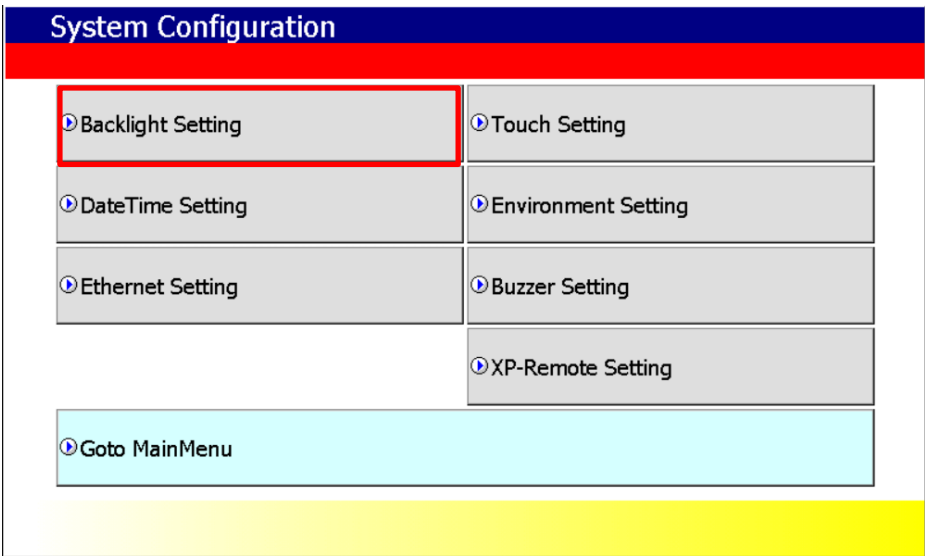 System Configuration
Backlight Setting
Touch Setting
DateTime Setting
Environment Setting
Ethernet Setting
Buzzer Setting
XP-Remote Setting
Goto MainMenu